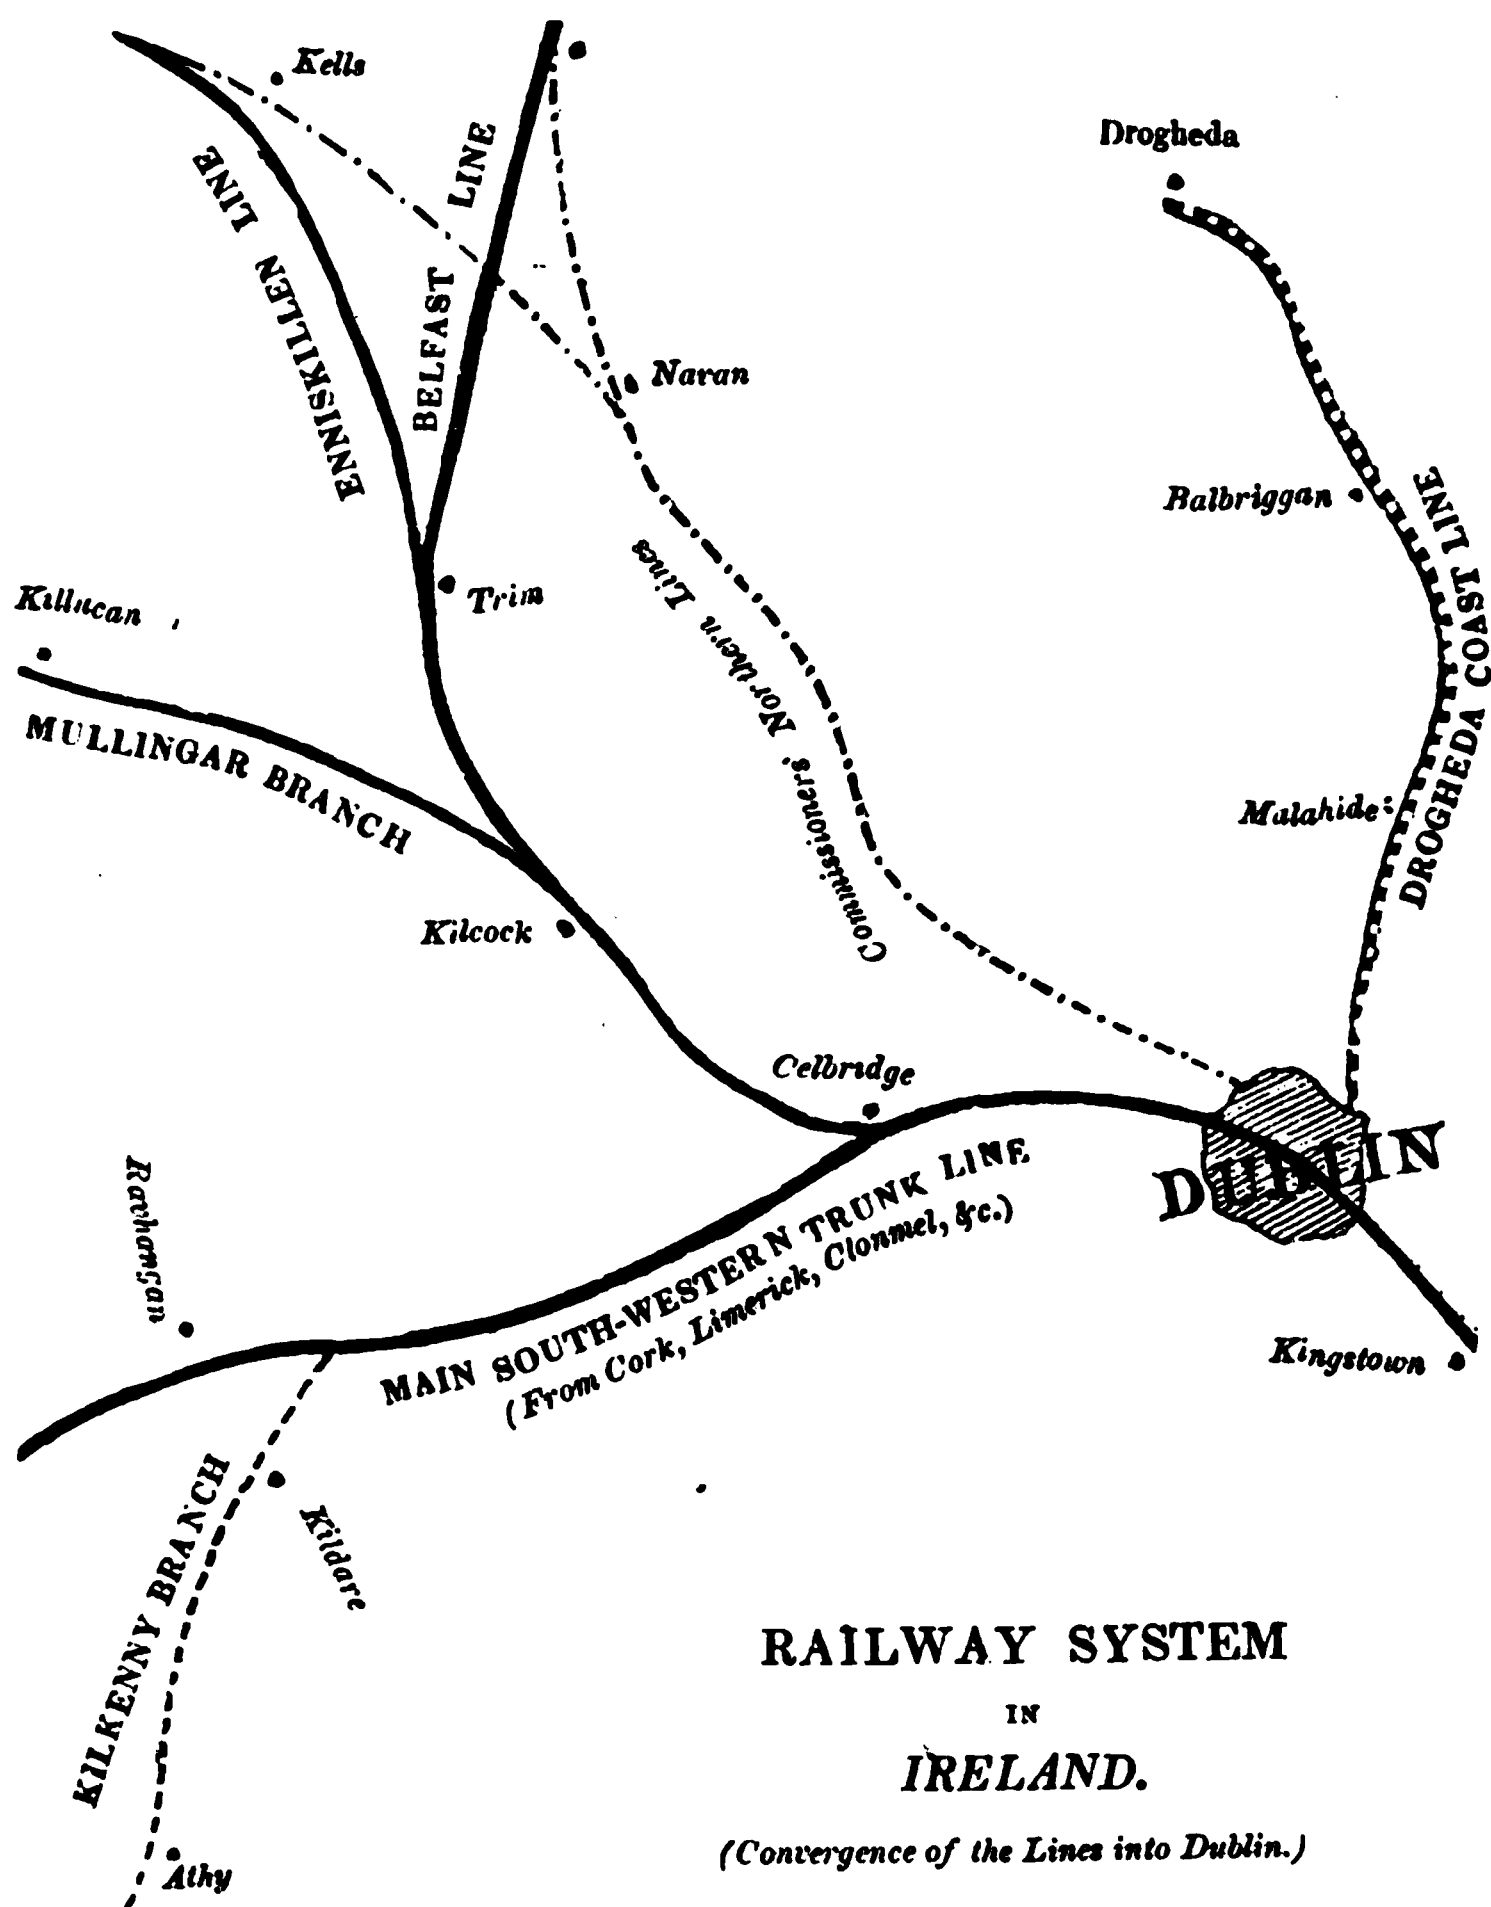 Kells
Drogheda
ENNISKILLEN LINE
BELFAST LINE
Navan
Balbriggan
DROGHEDA COAST LINE
Trim
Commissioners' Northern Lines
Killucan
MULLINGAR BRANCH
Malahide
Kilcock
Celbridge
DUBLIN
Rathangan
MAIN SOUTH-WESTERN TRUNK LINE
(From Cork, Limerick, Clonmel, &c.)
Kingstown
KILKENNY BRANCH
Kildare
Athy
RAILWAY SYSTEM
IN
IRELAND.
(Convergence of the Lines into Dublin.)